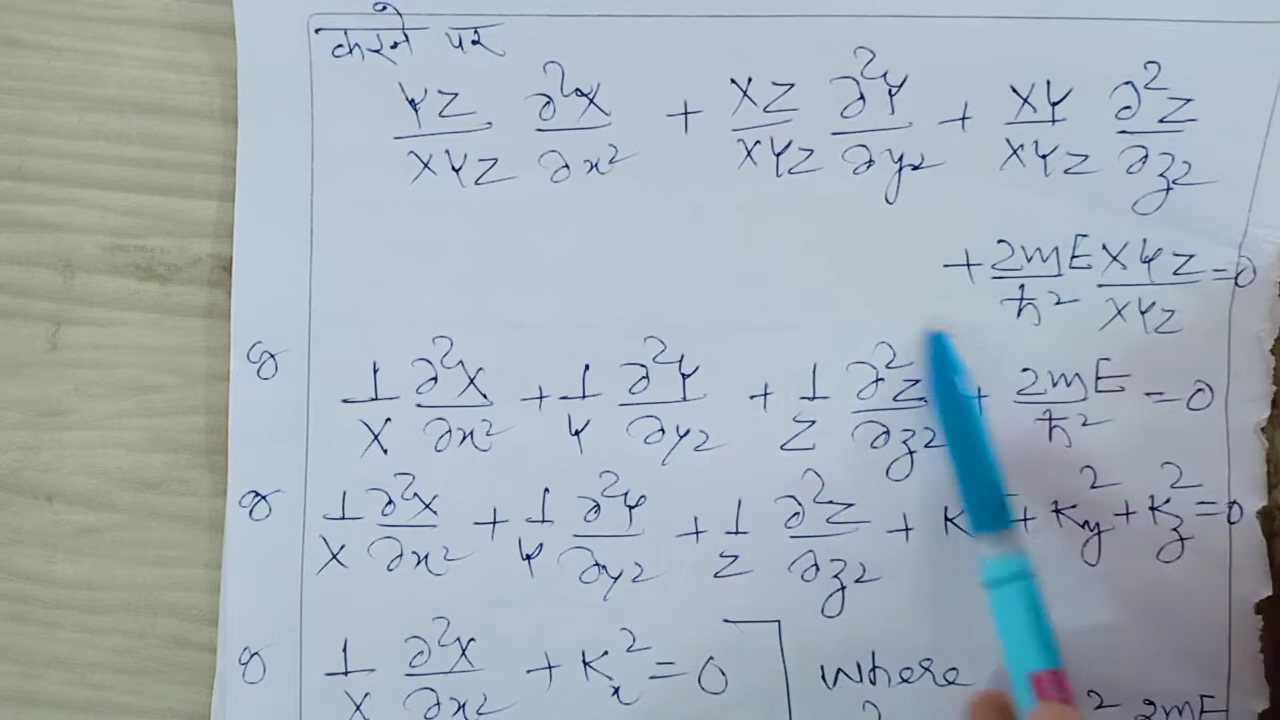 करने पर
YZ/XYZ ∂²X/∂x² + XZ/XYZ ∂²Y/∂y² + XY/XYZ ∂²Z/∂z²
+ 2mE/ħ² XYZ/XYZ = 0
or 1/X ∂²X/∂x² + 1/Y ∂²Y/∂y² + 1/Z ∂²Z/∂z² + 2mE/ħ² = 0
or 1/X ∂²X/∂x² + 1/Y ∂²Y/∂y² + 1/Z ∂²Z/∂z² + K + Ky² + Kz² = 0
or 1/X ∂²X/∂x² + Kx² = 0 ] where
2mE